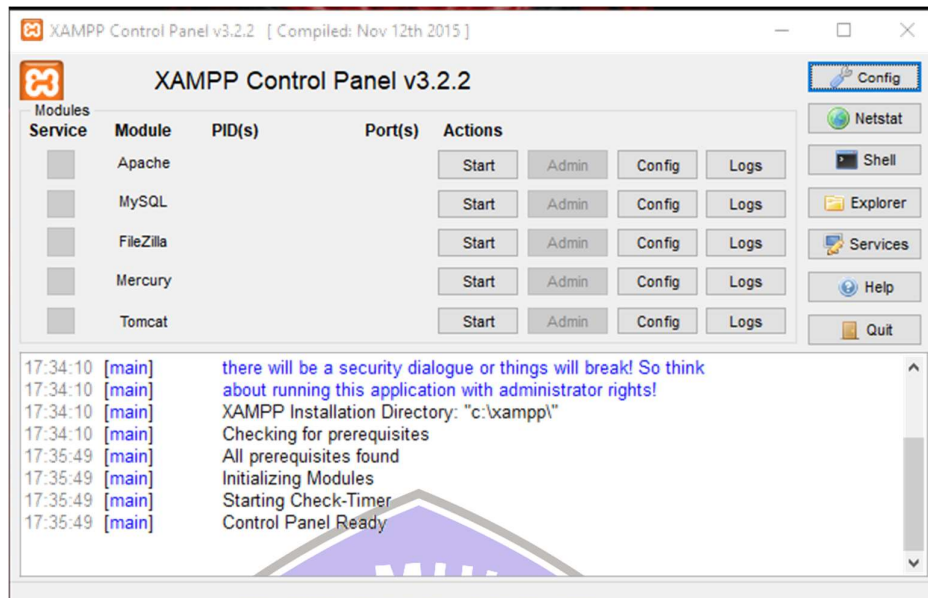 XAMPP Control Panel v3.2.2 [ Compiled: Nov 12th 2015 ]
XAMPP Control Panel v3.2.2
Config
Netstat
Shell
Explorer
Services
Help
Quit
Modules
Service Module PID(s) Port(s) Actions
Apache Start Admin Config Logs
MySQL Start Admin Config Logs
FileZilla Start Admin Config Logs
Mercury Start Admin Config Logs
Tomcat Start Admin Config Logs
17:34:10 [main] there will be a security dialogue or things will break! So think
17:34:10 [main] about running this application with administrator rights!
17:34:10 [main] XAMPP Installation Directory: "c:\xampp\"
17:34:10 [main] Checking for prerequisites
17:35:49 [main] All prerequisites found
17:35:49 [main] Initializing Modules
17:35:49 [main] Starting Check-Timer
17:35:49 [main] Control Panel Ready